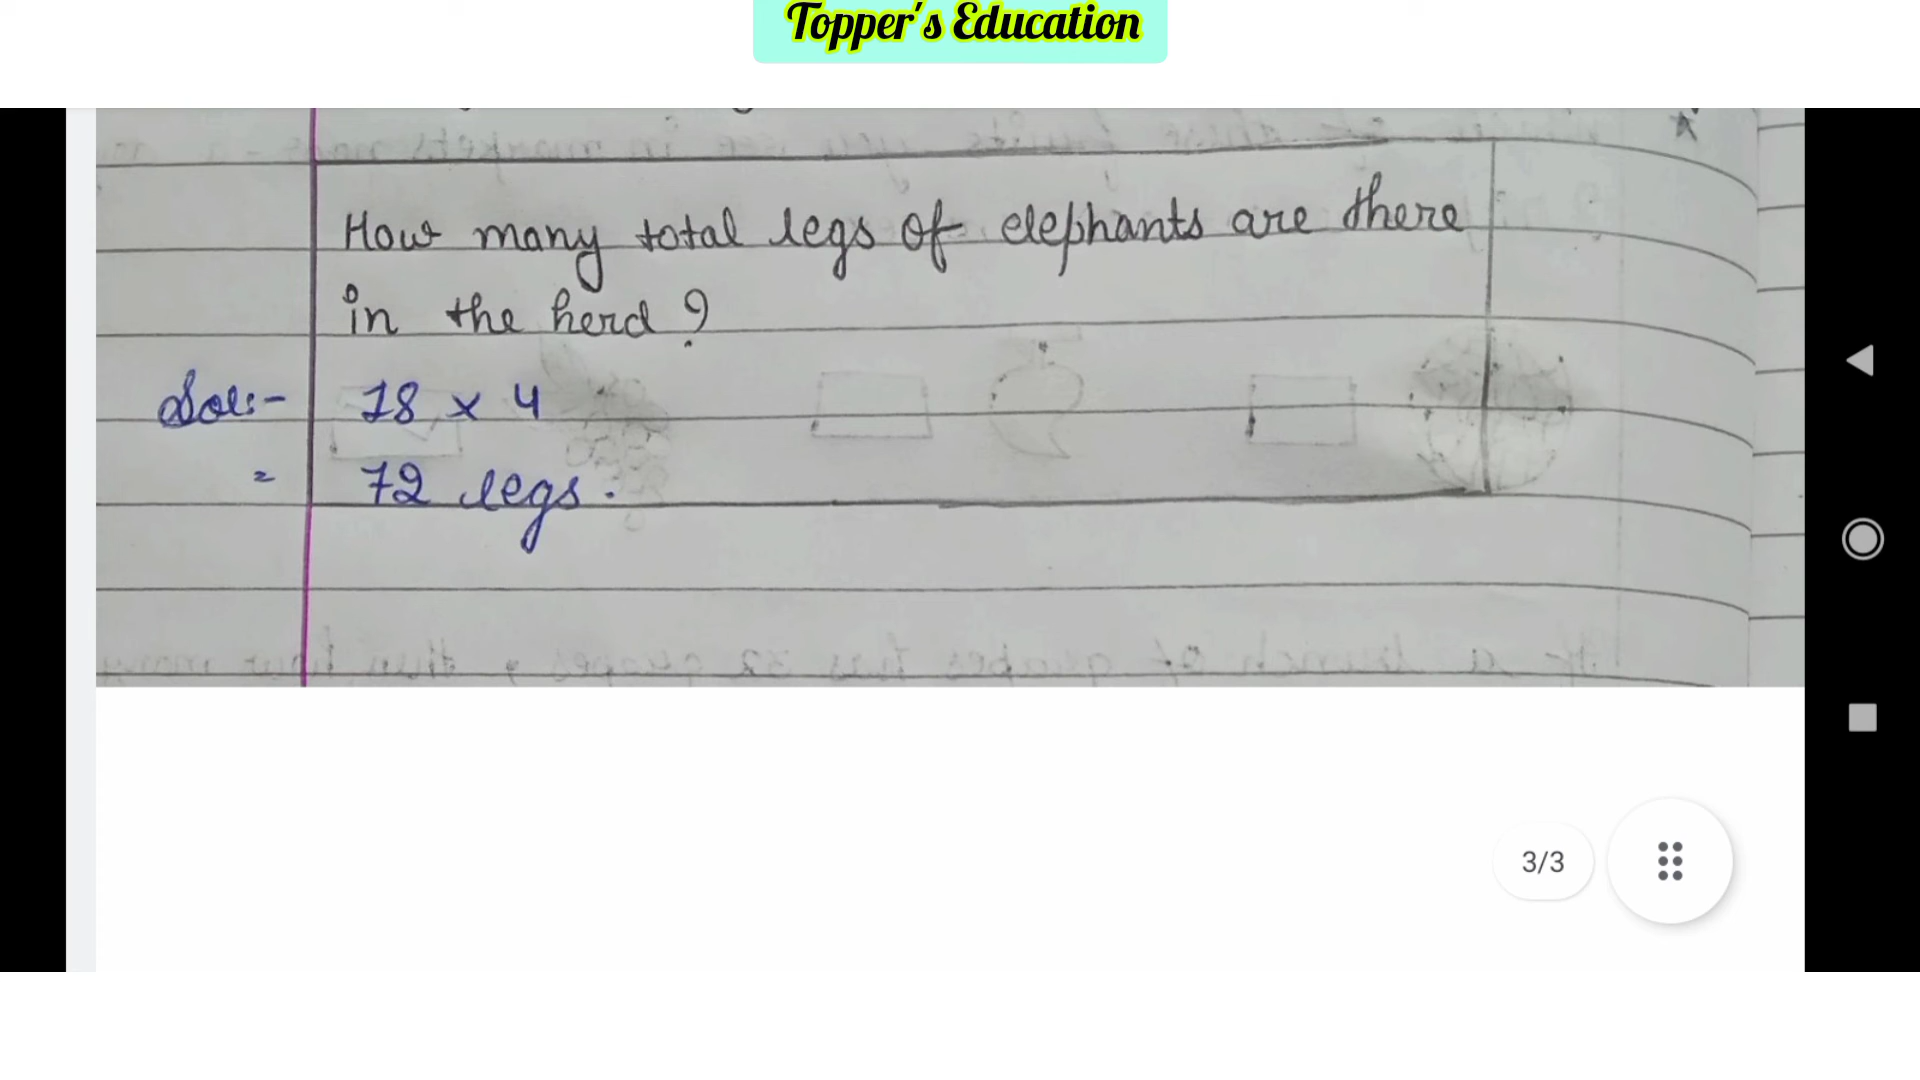 Topper's Education
How many total legs of elephants are there
in the herd ?
Sol:- 18 x 4
= 72 legs.
3/3